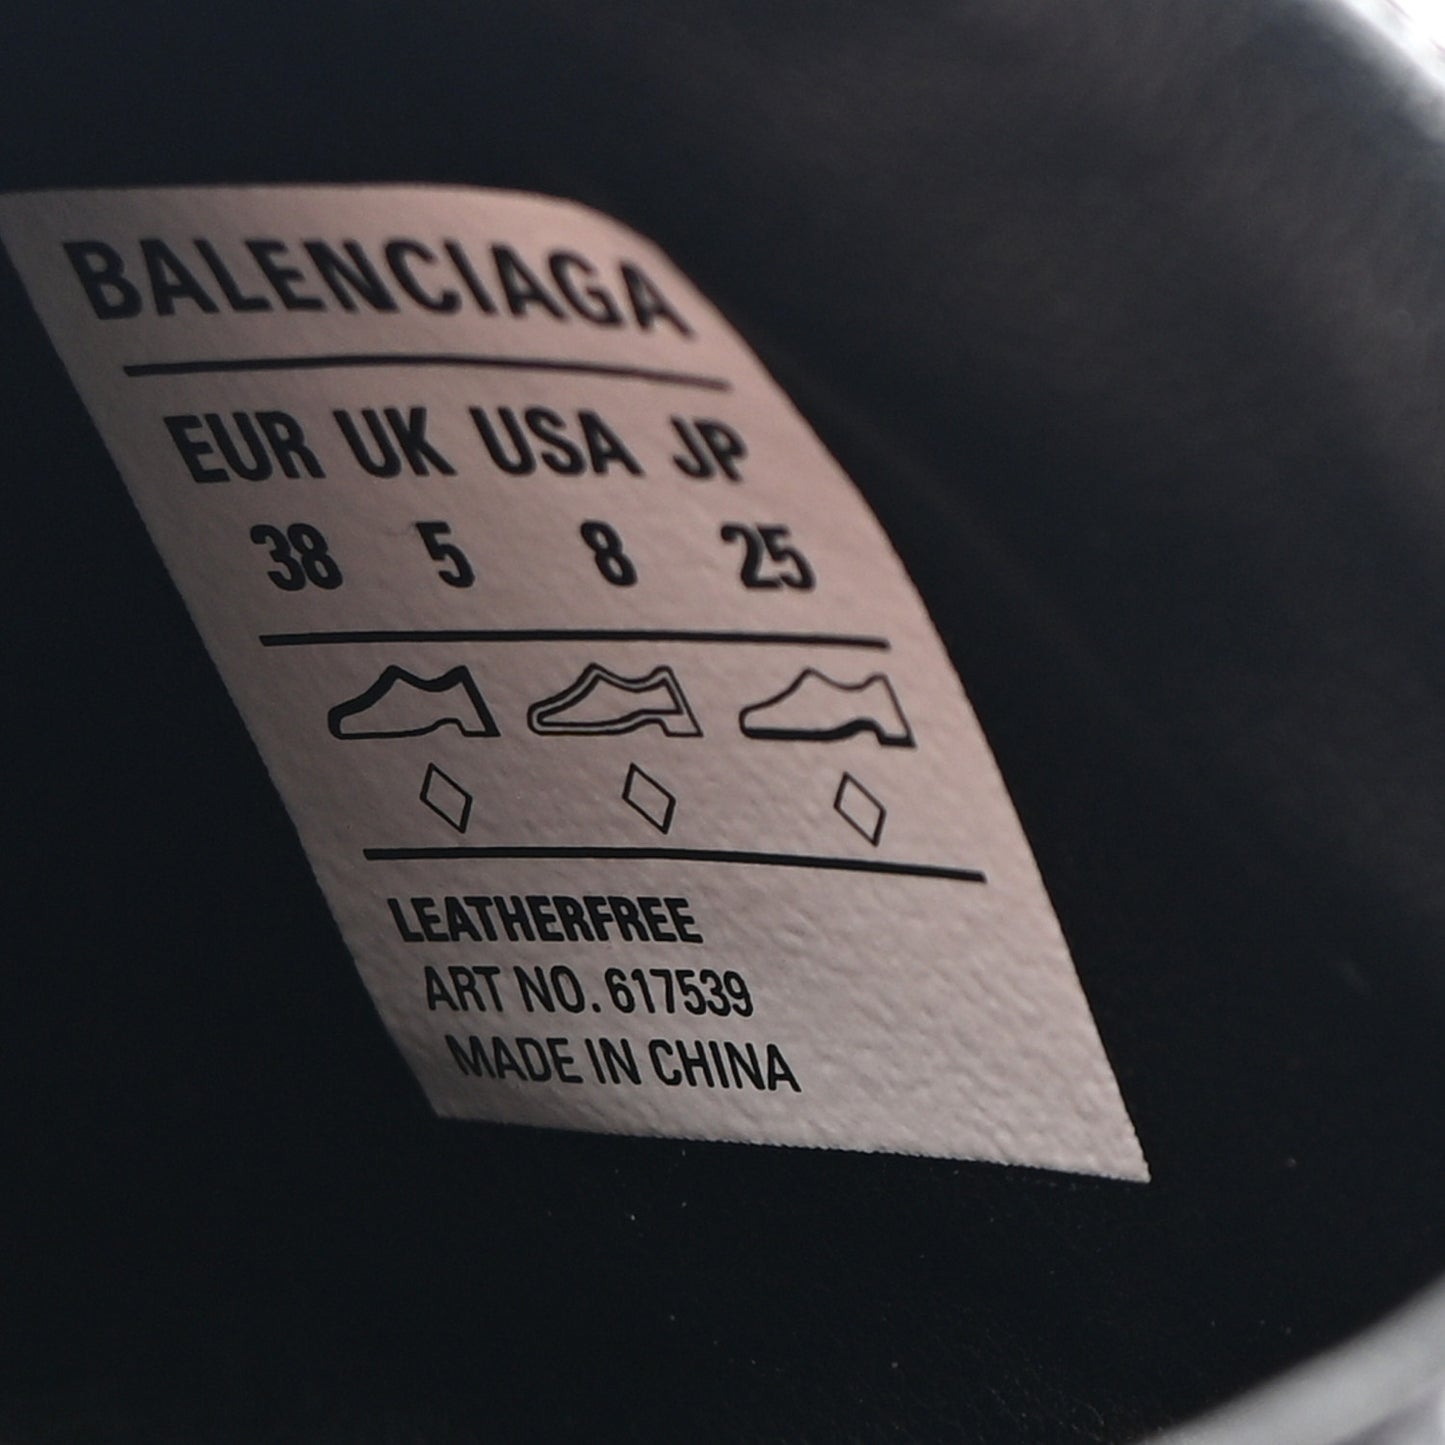 BALENCIAGA
EUR UK USA JP
38 5 8 25
LEATHERFREE
ART NO. 617539
MADE IN CHINA